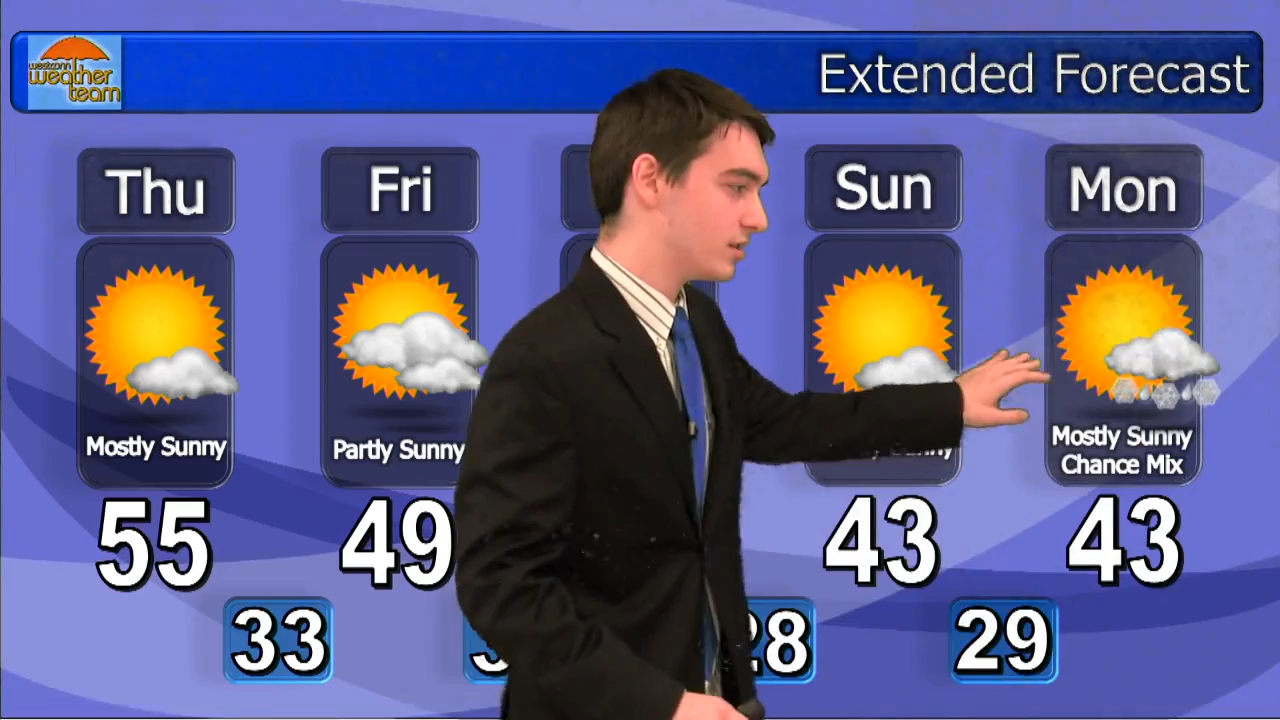 westconn
weather
team
Extended Forecast
Thu
Fri
Sun
Mon
Mostly Sunny
Partly Sunny
Sunny
Mostly Sunny
Chance Mix
55
49
43
43
33
28
29